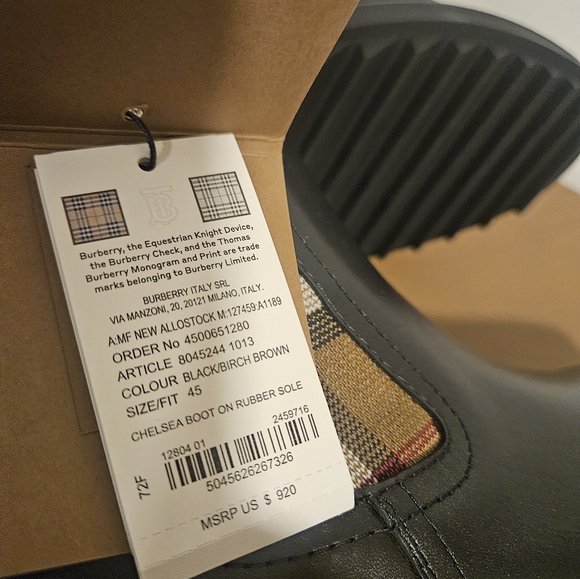 Burberry, the Equestrian Knight Device,
the Burberry Check, and the Thomas
Burberry Monogram and Print are trade
marks belonging to Burberry Limited.
BURBERRY ITALY SRL
VIA MANZONI, 20, 20121 MILANO, ITALY.
A:MF NEW ALLOSTOCK M:127459:A1189
ORDER No 4500651280
ARTICLE 8045244 1013
COLOUR BLACK/BIRCH BROWN
SIZE/FIT 45
CHELSEA BOOT ON RUBBER SOLE
12804 01 2459716
72F
5045626267326
MSRP US $ 920